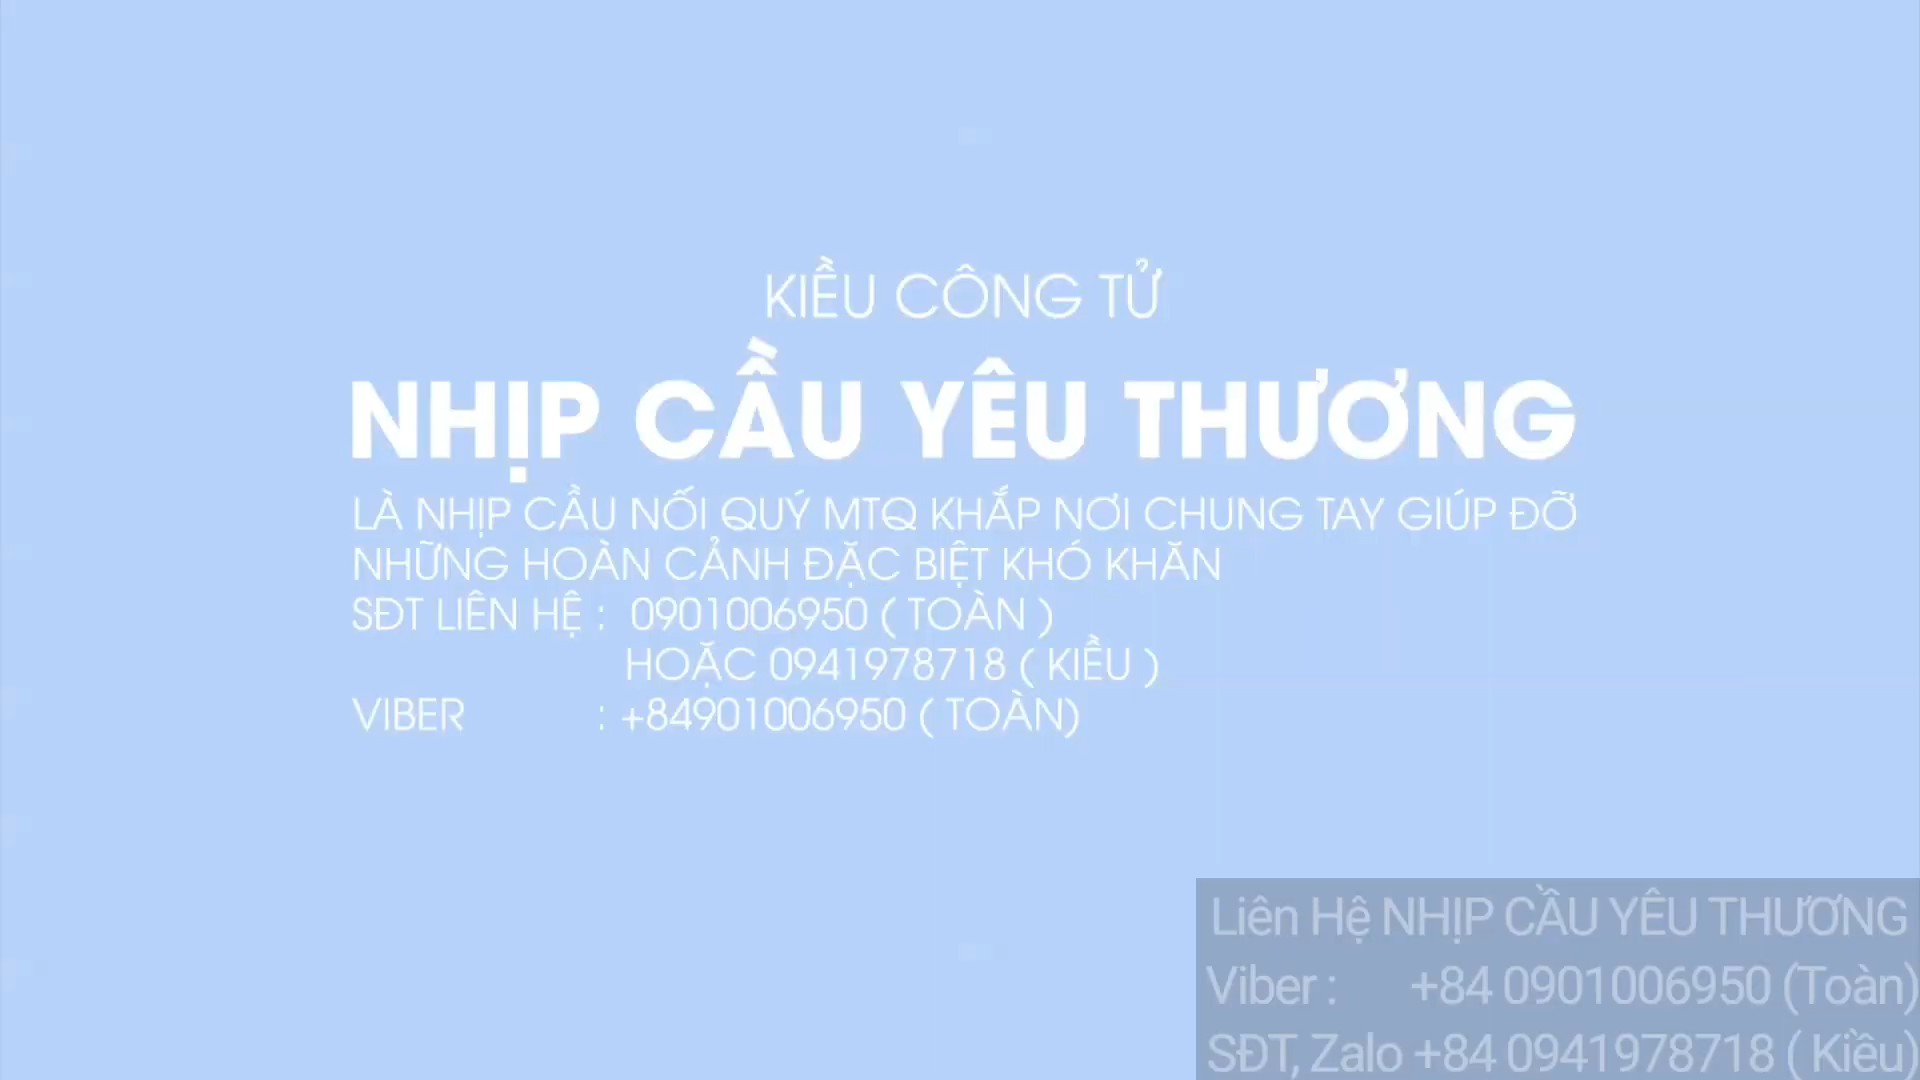 KIỀU CÔNG TỬ
NHỊP CẦU YÊU THƯƠNG
LÀ NHỊP CẦU NỐI QUÝ MTQ KHẮP NƠI CHUNG TAY GIÚP ĐỠ
NHỮNG HOÀN CẢNH ĐẶC BIỆT KHÓ KHĂN
SĐT LIÊN HỆ : 0901006950 ( TOÀN )
HOẶC 0941978718 ( KIỀU )
VIBER : +84901006950 ( TOÀN)
Liên Hệ NHỊP CẦU YÊU THƯƠNG
Viber : +84 0901006950 (Toàn)
SĐT, Zalo +84 0941978718 ( Kiều)